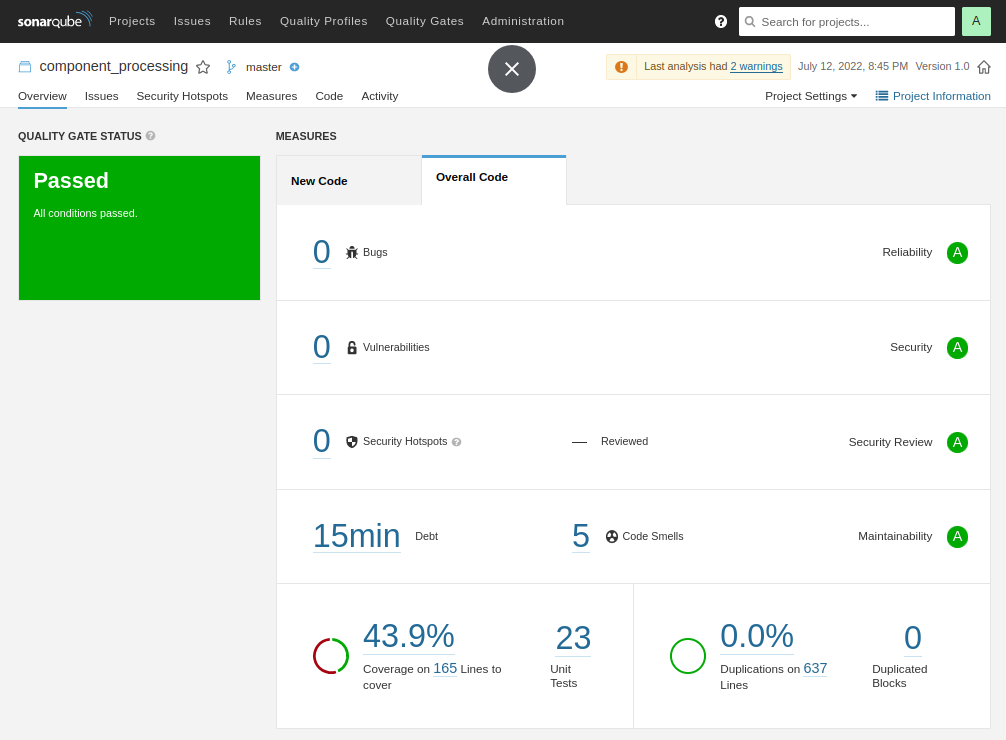 sonarqube Projects Issues Rules Quality Profiles Quality Gates Administration Search for projects... A
component_processing master Last analysis had 2 warnings July 12, 2022, 8:45 PM Version 1.0
Overview Issues Security Hotspots Measures Code Activity Project Settings Project Information
QUALITY GATE STATUS MEASURES
Passed
All conditions passed.
New Code Overall Code
0 Bugs Reliability A
0 Vulnerabilities Security A
0 Security Hotspots — Reviewed Security Review A
15min Debt 5 Code Smells Maintainability A
43.9%
Coverage on 165 Lines to
cover
23
Unit
Tests
0.0%
Duplications on 637
Lines
0
Duplicated
Blocks